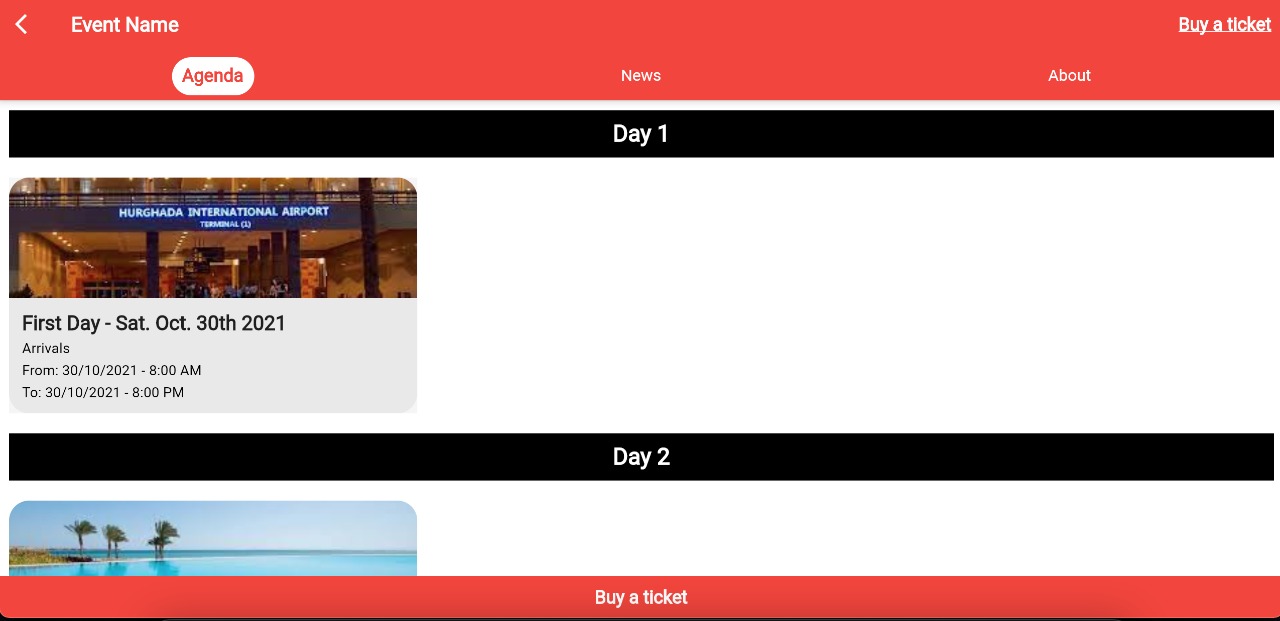 Event Name
Buy a ticket
Agenda
News
About
Day 1
HURGHADA INTERNATIONAL AIRPORT
TERMINAL (1)
First Day - Sat. Oct. 30th 2021
Arrivals
From: 30/10/2021 - 8:00 AM
To: 30/10/2021 - 8:00 PM
Day 2
Buy a ticket